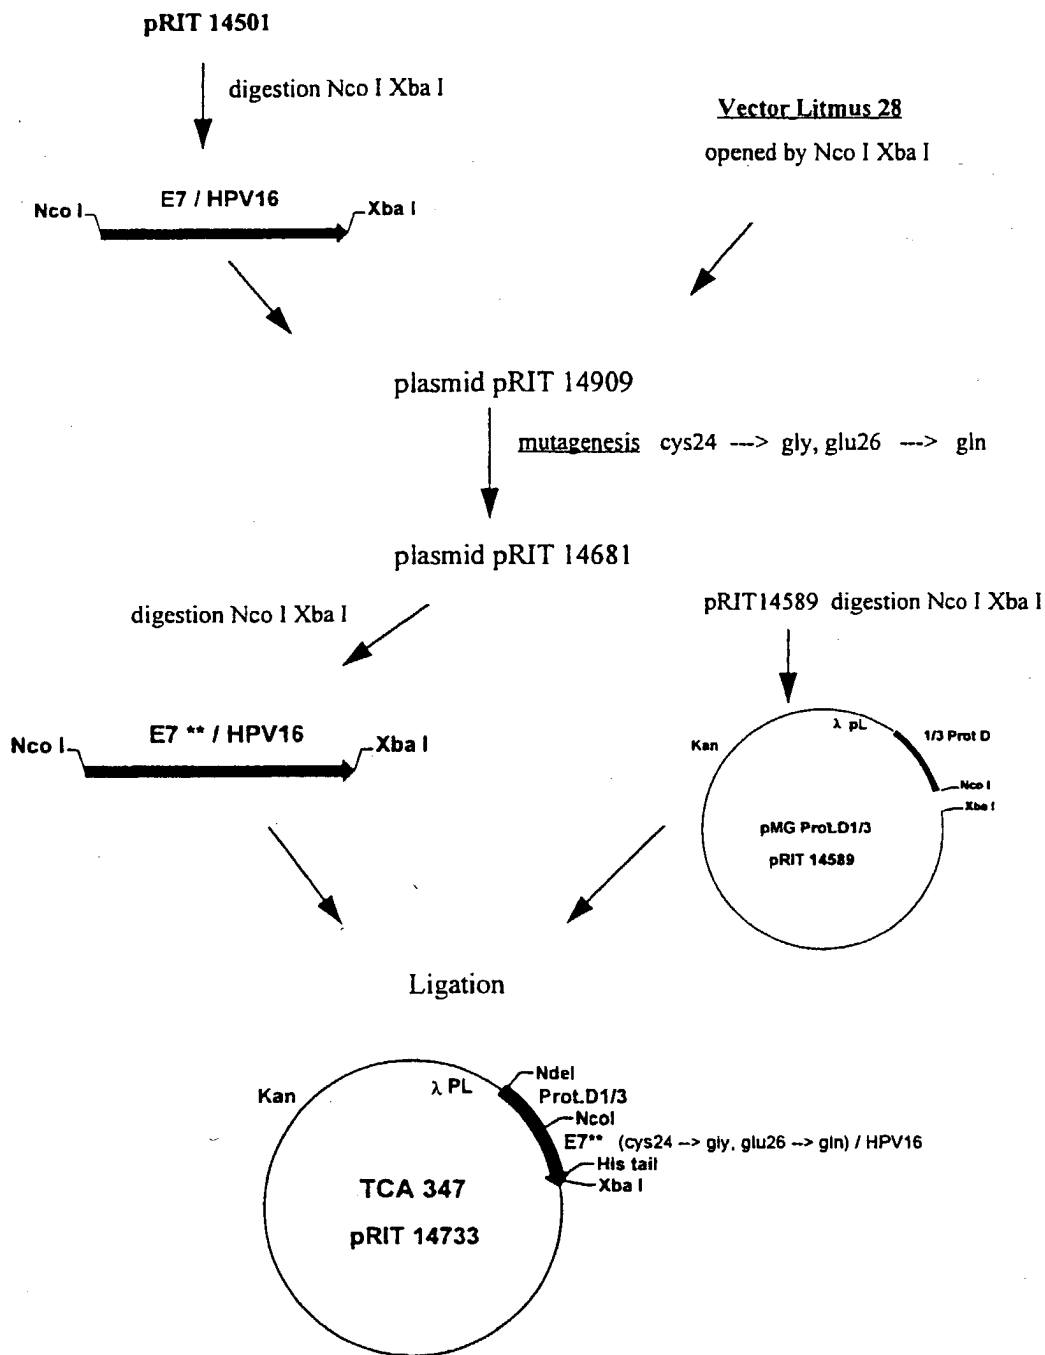 pRIT 14501
digestion Nco I Xba I
Vector Litmus 28
opened by Nco I Xba I
E7 / HPV16
Nco I
Xba I
plasmid pRIT 14909
mutagenesis cys24 ---> gly, glu26 ---> gln
plasmid pRIT 14681
digestion Nco I Xba I
pRIT14589 digestion Nco I Xba I
E7 ** / HPV16
Nco I
Xba I
λ pL
1/3 Prot D
Kan
Nco I
Xba I
pMG Prot.D1/3
pRIT 14589
Ligation
Kan
λ PL
NdeI
Prot.D1/3
NcoI
E7** (cys24 --> gly, glu26 --> gln) / HPV16
His tail
Xba I
TCA 347
pRIT 14733